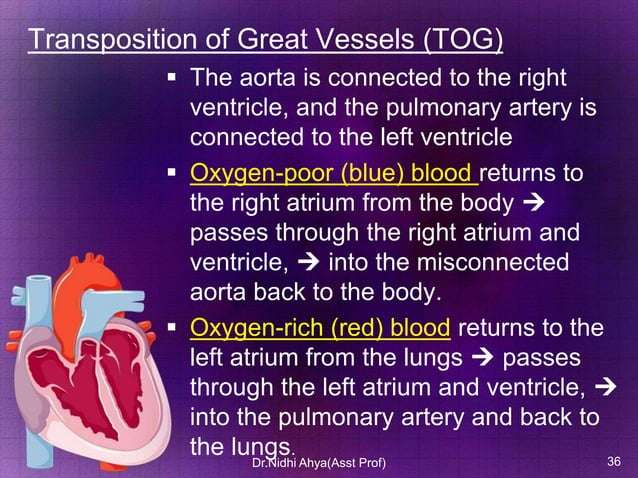 Transposition of Great Vessels (TOG)
▪ The aorta is connected to the right
ventricle, and the pulmonary artery is
connected to the left ventricle
▪ Oxygen-poor (blue) blood returns to
the right atrium from the body ➔
passes through the right atrium and
ventricle, ➔ into the misconnected
aorta back to the body.
▪ Oxygen-rich (red) blood returns to the
left atrium from the lungs ➔ passes
through the left atrium and ventricle, ➔
into the pulmonary artery and back to
the lungs.
Dr.Nidhi Ahya(Asst Prof)
36